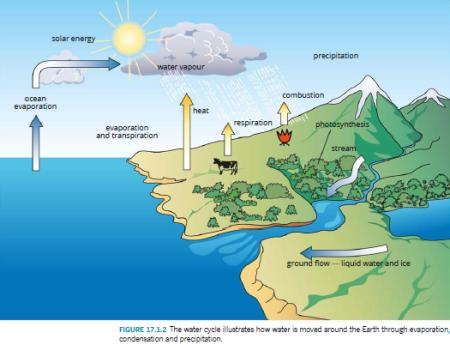 solar energy
precipitation
water vapour
combustion
ocean
evaporation
heat
respiration
photosynthesis
evaporation
and transpiration
stream
ground flow — liquid water and ice
FIGURE 17.1.2 The water cycle illustrates how water is moved around the Earth through evaporation,
condensation and precipitation.